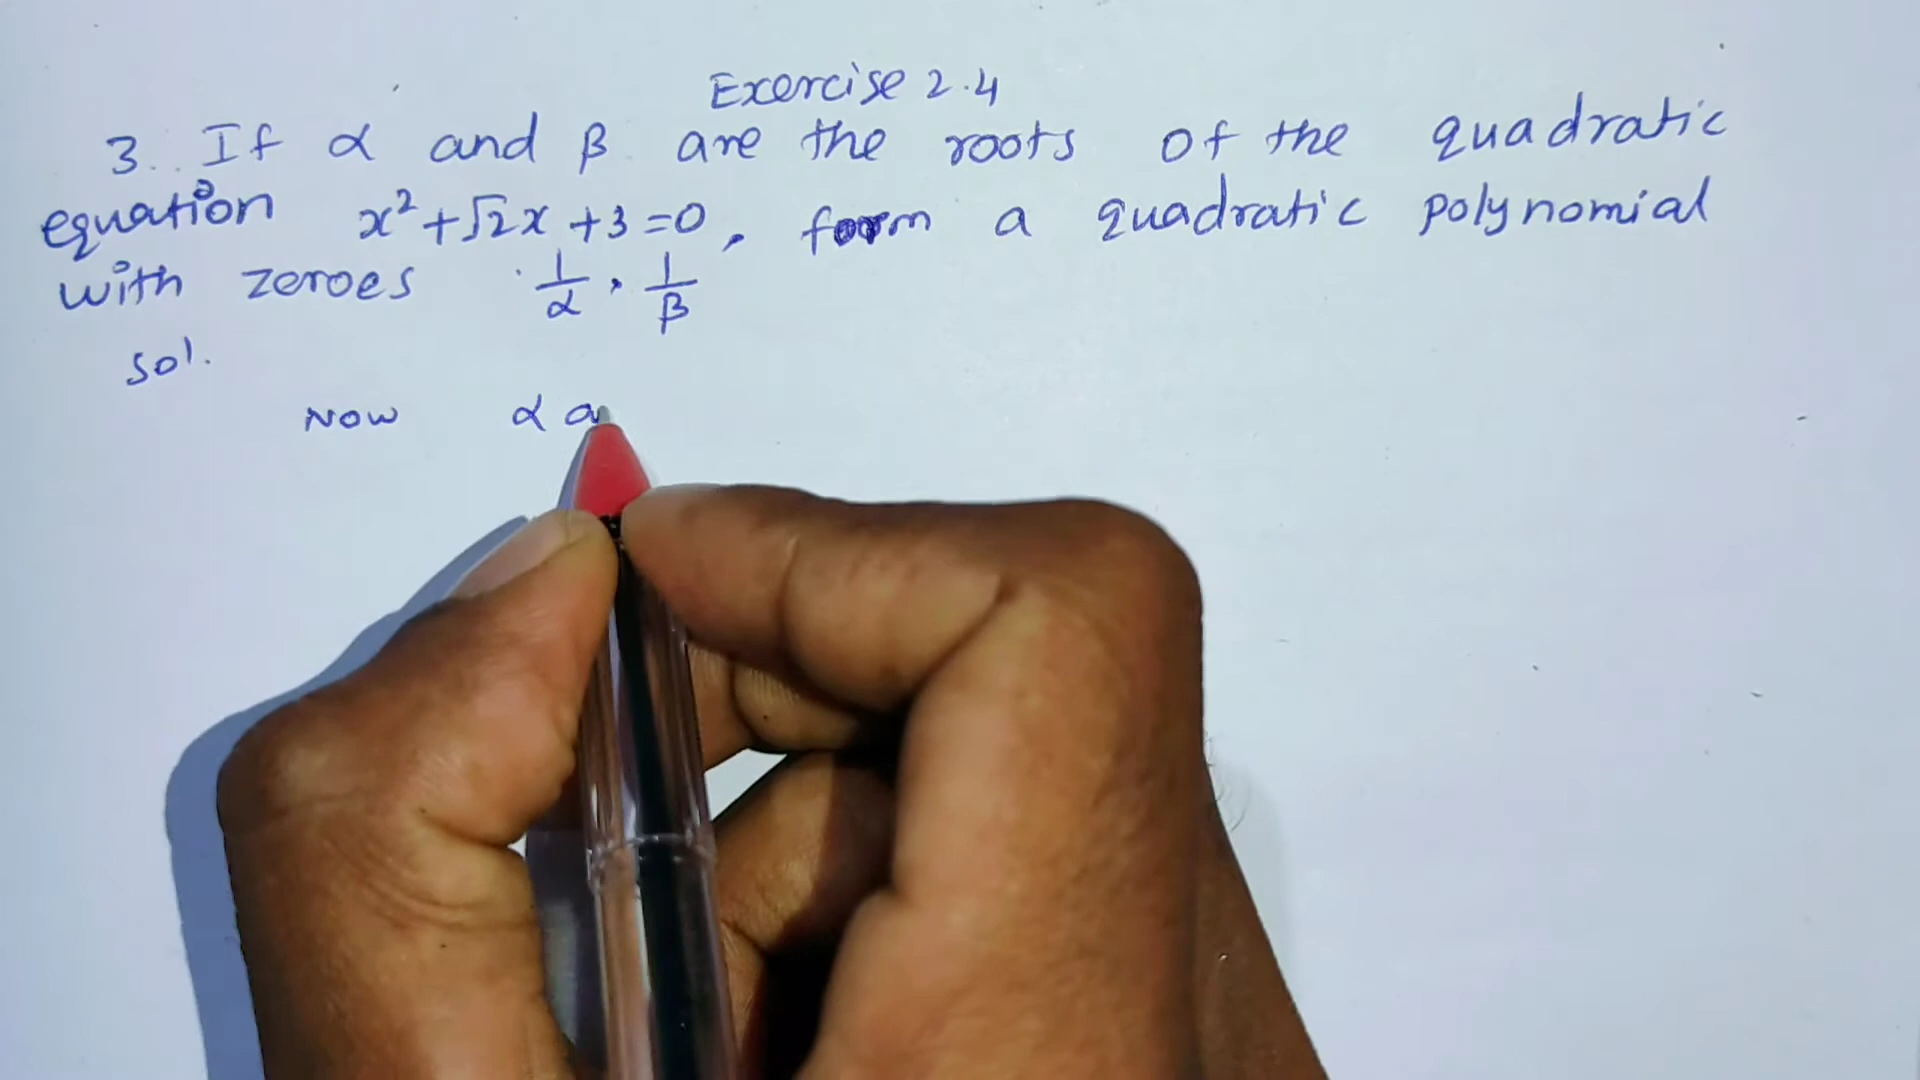 Exercise 2.4
3. If α and β are the roots of the quadratic
equation x² + √2x + 3 = 0, form a quadratic polynomial
with zeroes 1/α, 1/β
Sol.
Now α a